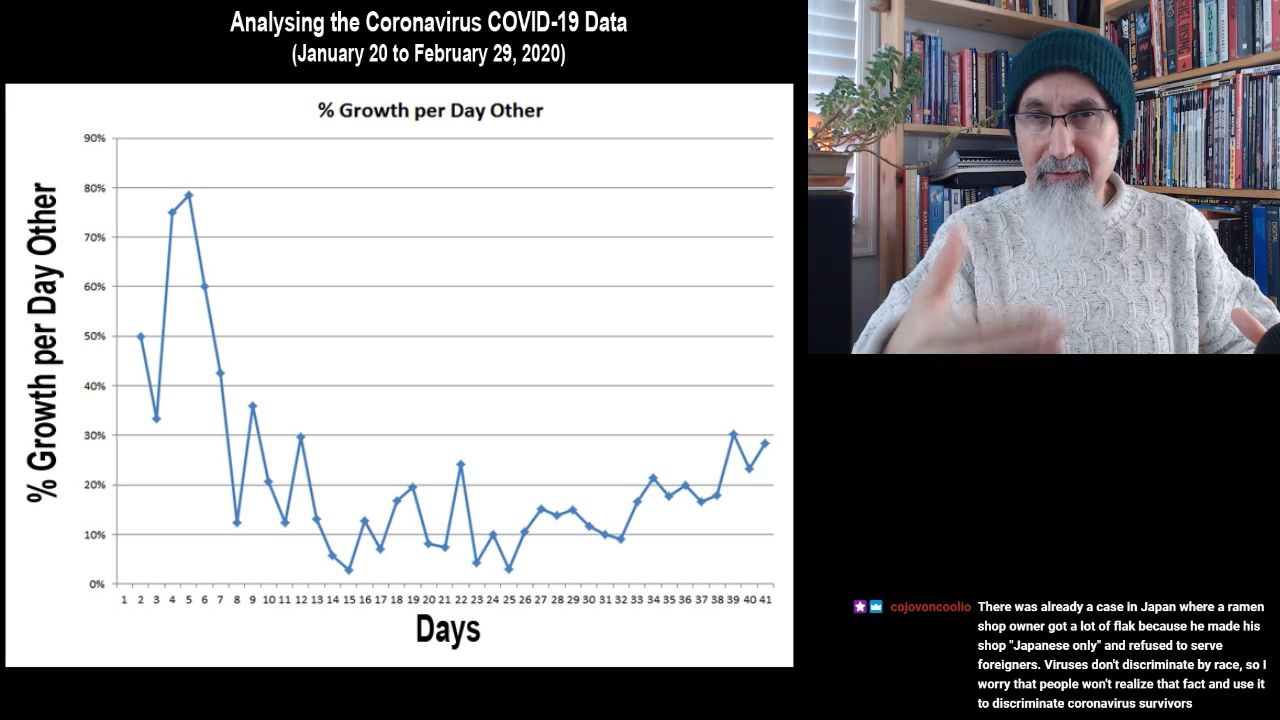 Analysing the Coronavirus COVID-19 Data
(January 20 to February 29, 2020)
% Growth per Day Other
% Growth per Day Other
90%
80%
70%
60%
50%
40%
30%
20%
10%
0%
1 2 3 4 5 6 7 8 9 10 11 12 13 14 15 16 17 18 19 20 21 22 23 24 25 26 27 28 29 30 31 32 33 34 35 36 37 38 39 40 41
Days
cojovoncoolio There was already a case in Japan where a ramen
shop owner got a lot of flak because he made his
shop "Japanese only" and refused to serve
foreigners. Viruses don't discriminate by race, so I
worry that people won't realize that fact and use it
to discriminate coronavirus survivors